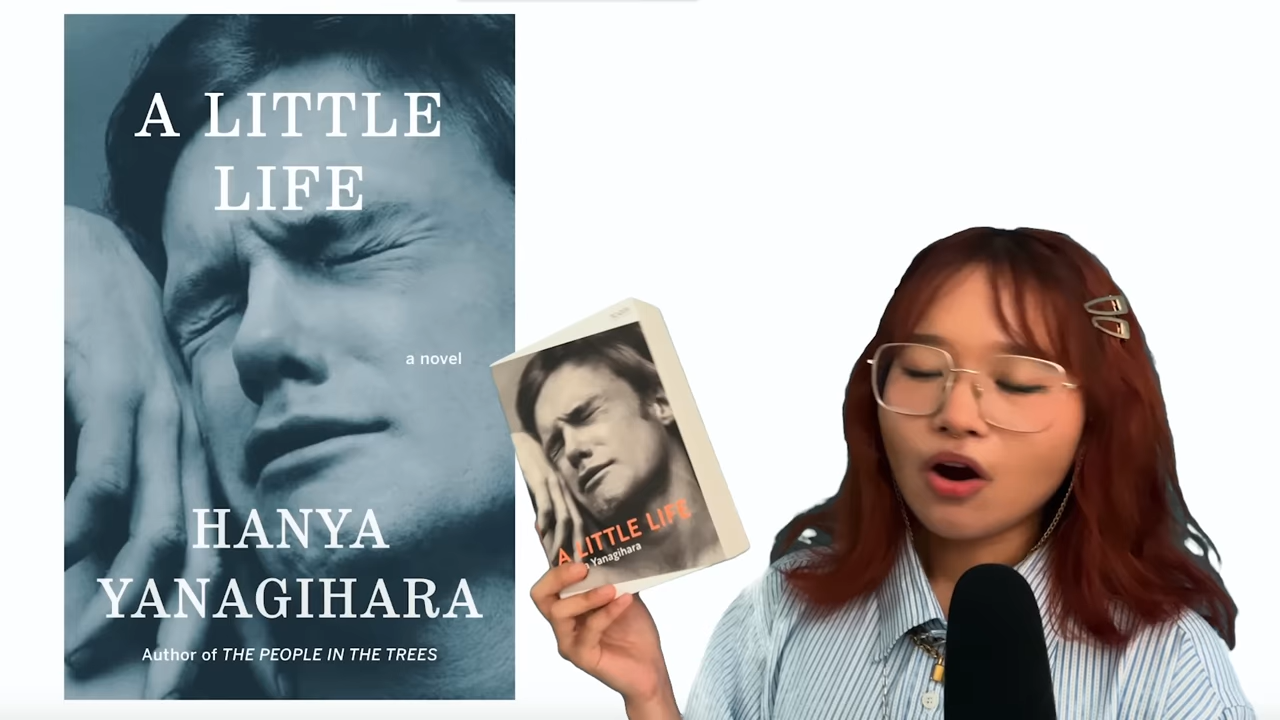 A LITTLE
LIFE
a novel
HANYA
YANAGIHARA
Author of THE PEOPLE IN THE TREES
A LITTLE LIFE
Yanagihara